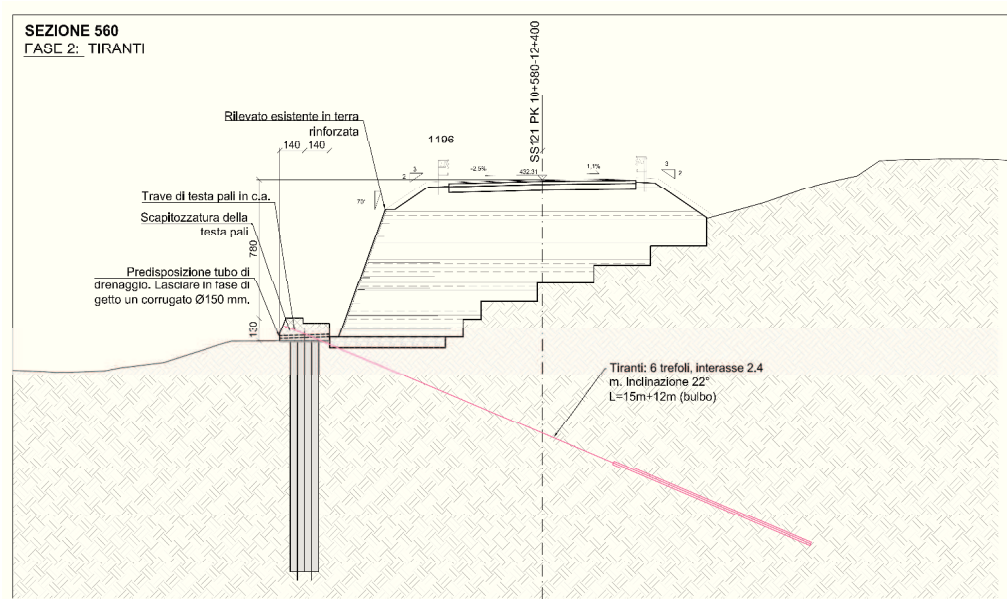 SEZIONE 560
FASE 2: TIRANTI
SS121 PK 10+580-12+400
Rilevato esistente in terra
rinforzata
140 140
1106
3
2
-2.5%
432.31
1.1%
3
2
70°
Trave di testa pali in c.a.
Scapitozzatura della
testa pali
780
Predisposizione tubo di
drenaggio. Lasciare in fase di
getto un corrugato Ø150 mm.
130
Tiranti: 6 trefoli, interasse 2.4
m. Inclinazione 22°
L=15m+12m (bulbo)